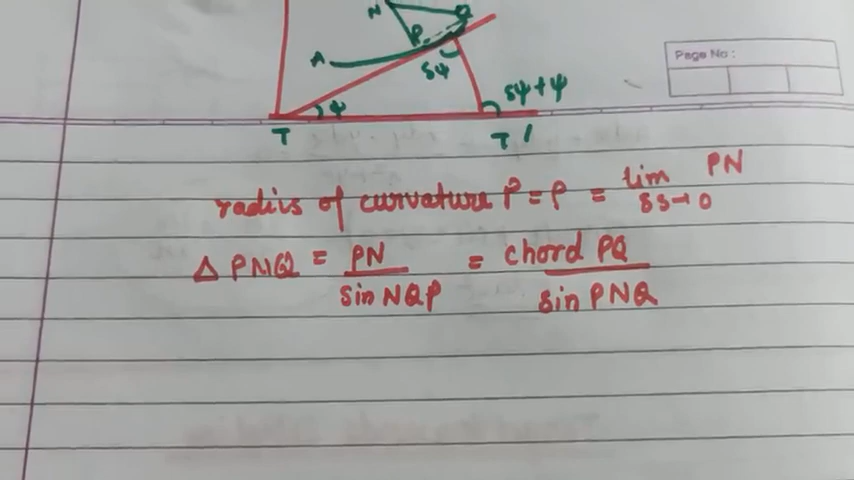 N
Q
P
A
δψ
Page No :
ψ
δψ+ψ
T
T'
radius of curvature P = ρ = lim PN
δs→0
Δ PNQ = PN = chord PQ
sin NQP sin PNQ